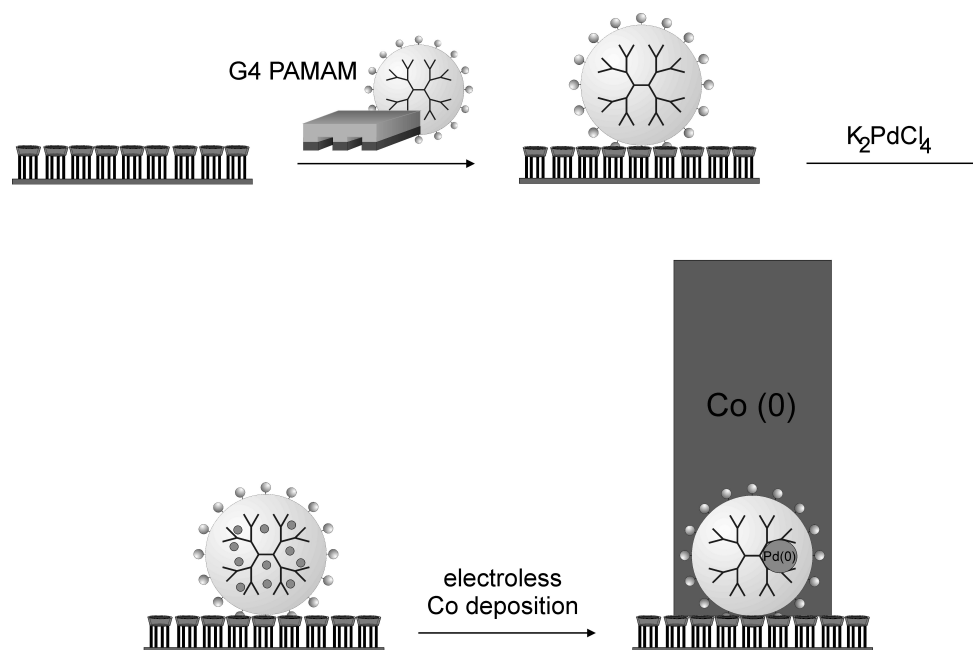 G4 PAMAM
K₂PdCl₄
Co (0)
Pd(0)
electroless
Co deposition